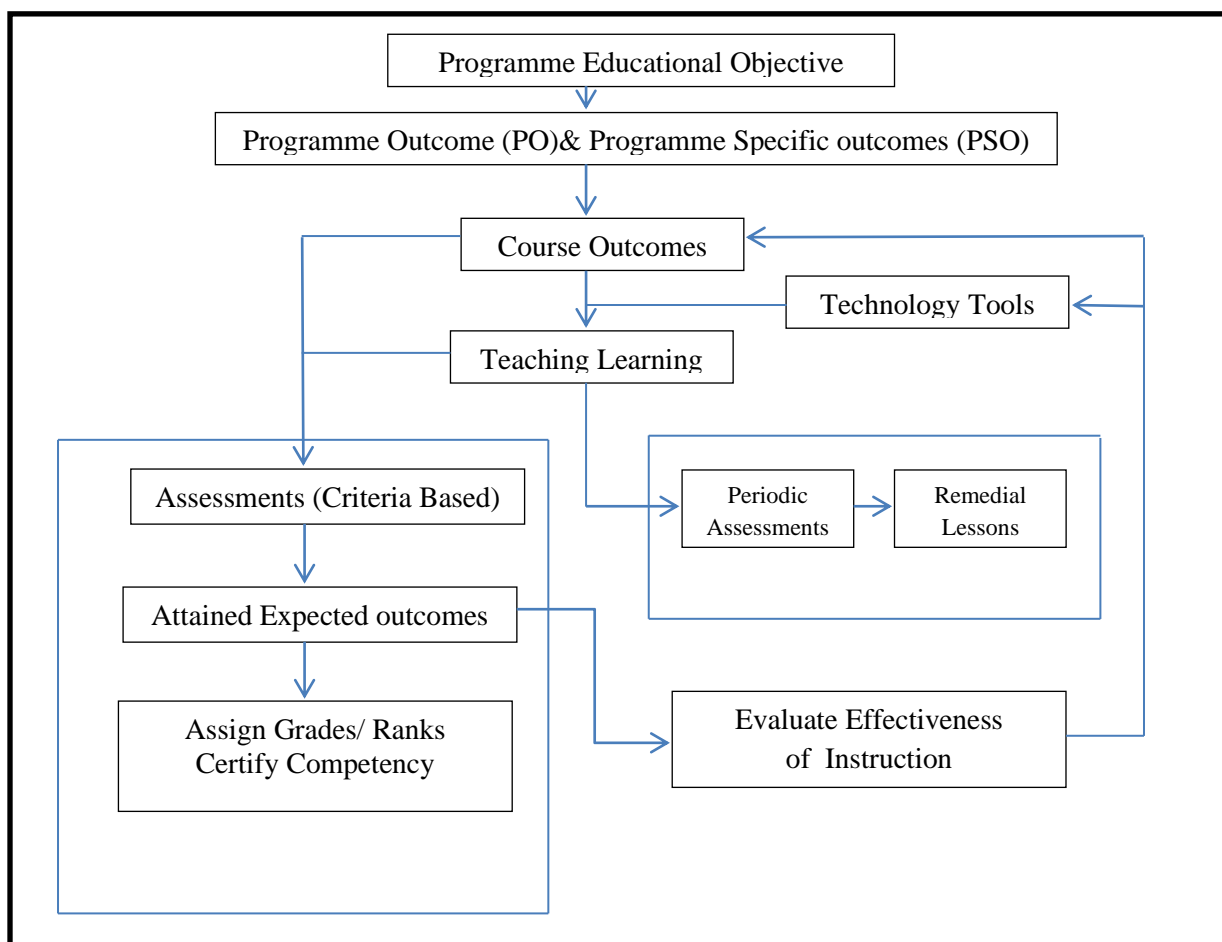 Programme Educational Objective
Programme Outcome (PO)& Programme Specific outcomes (PSO)
Course Outcomes
Technology Tools
Teaching Learning
Assessments (Criteria Based)
Periodic
Assessments
Remedial
Lessons
Attained Expected outcomes
Assign Grades/ Ranks
Certify Competency
Evaluate Effectiveness
of Instruction